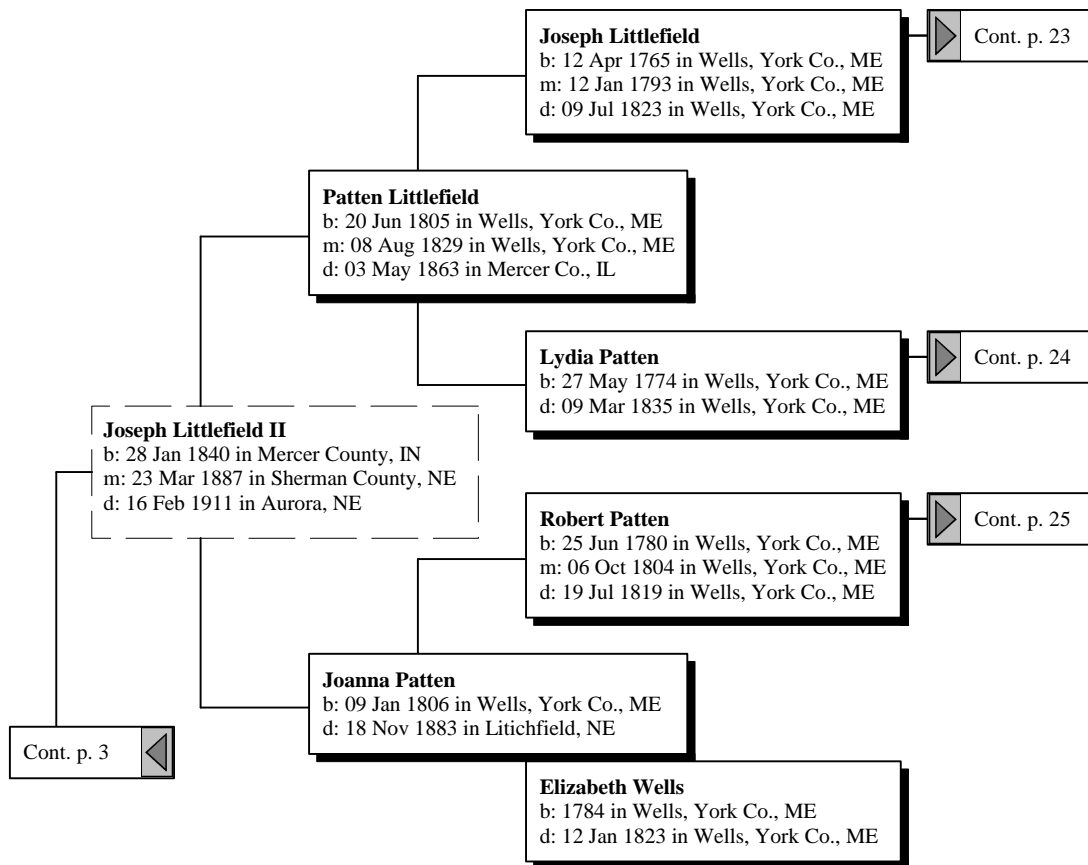 Joseph Littlefield
b: 12 Apr 1765 in Wells, York Co., ME
m: 12 Jan 1793 in Wells, York Co., ME
d: 09 Jul 1823 in Wells, York Co., ME
Cont. p. 23
Patten Littlefield
b: 20 Jun 1805 in Wells, York Co., ME
m: 08 Aug 1829 in Wells, York Co., ME
d: 03 May 1863 in Mercer Co., IL
Lydia Patten
b: 27 May 1774 in Wells, York Co., ME
d: 09 Mar 1835 in Wells, York Co., ME
Cont. p. 24
Joseph Littlefield II
b: 28 Jan 1840 in Mercer County, IN
m: 23 Mar 1887 in Sherman County, NE
d: 16 Feb 1911 in Aurora, NE
Robert Patten
b: 25 Jun 1780 in Wells, York Co., ME
m: 06 Oct 1804 in Wells, York Co., ME
d: 19 Jul 1819 in Wells, York Co., ME
Cont. p. 25
Joanna Patten
b: 09 Jan 1806 in Wells, York Co., ME
d: 18 Nov 1883 in Litichfield, NE
Cont. p. 3
Elizabeth Wells
b: 1784 in Wells, York Co., ME
d: 12 Jan 1823 in Wells, York Co., ME